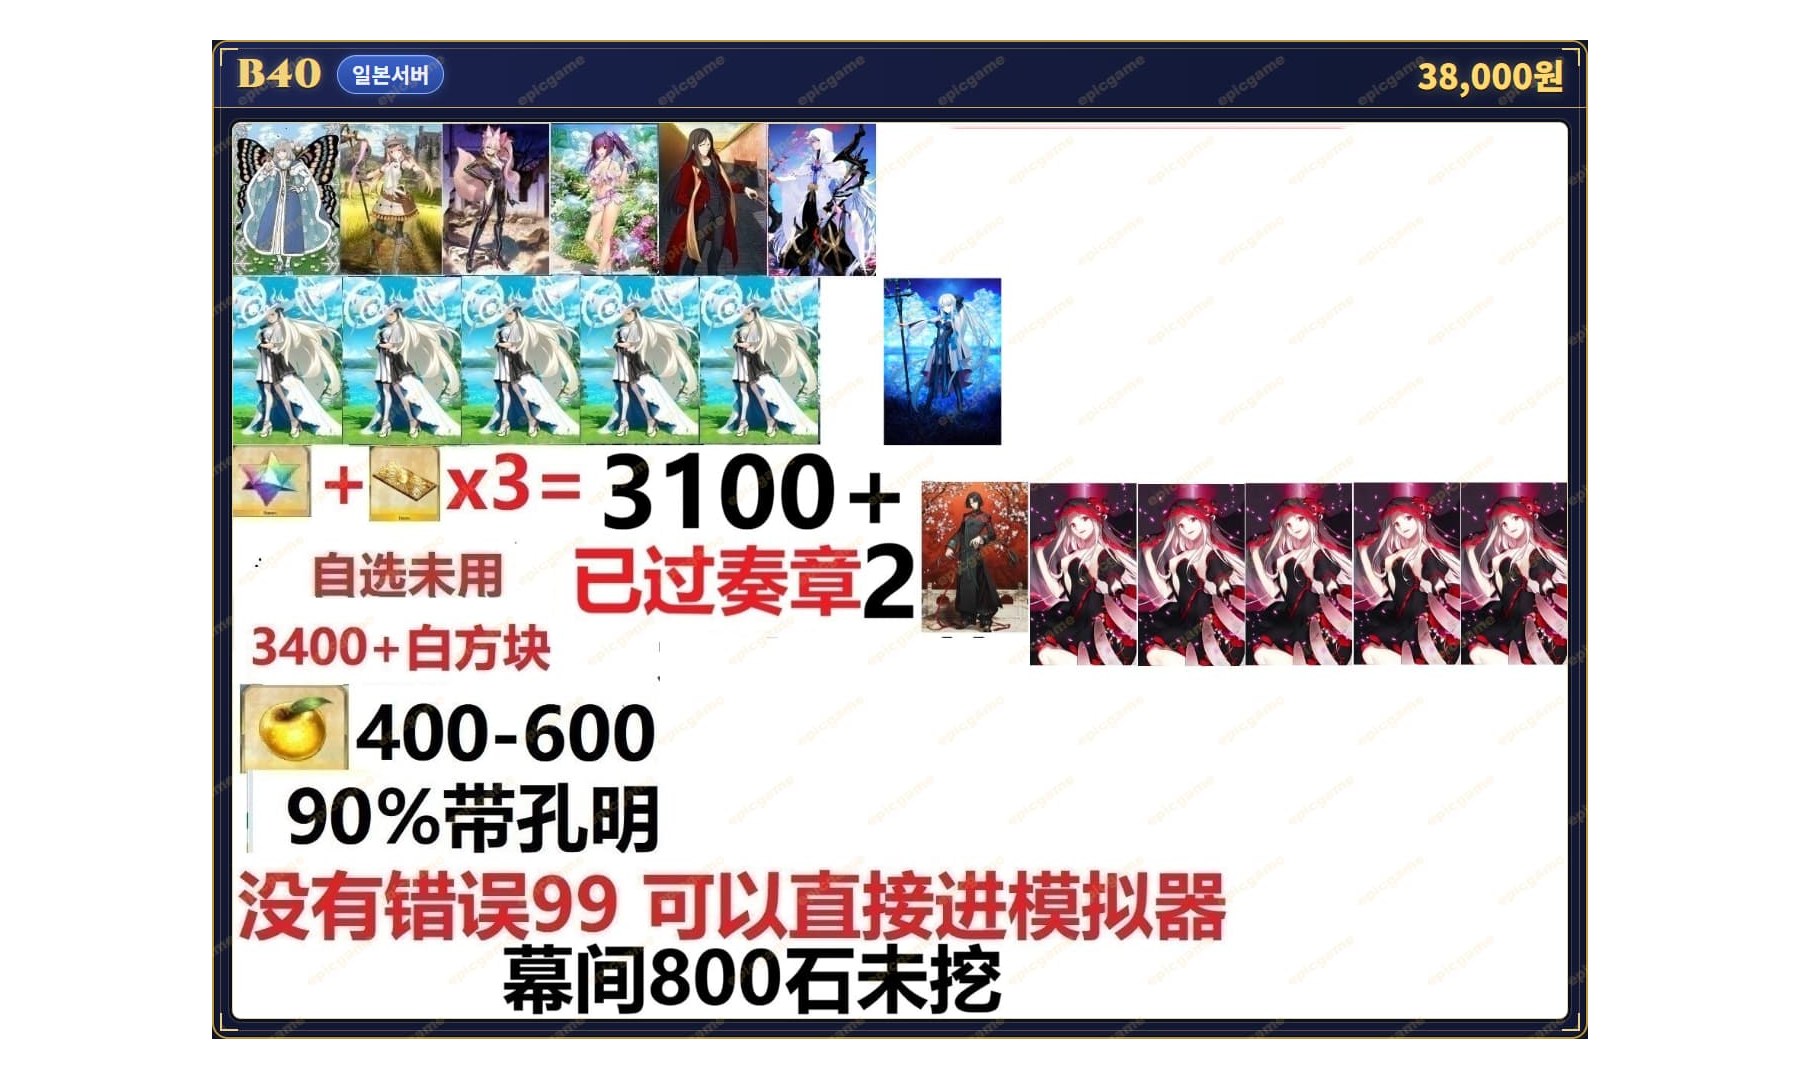 B40 일본서버 38,000원
+ x3= 3100+
自选未用 已过奏章2
3400+白方块
400-600
90%带孔明
没有错误99 可以直接进模拟器
幕间800石未挖
epicgame